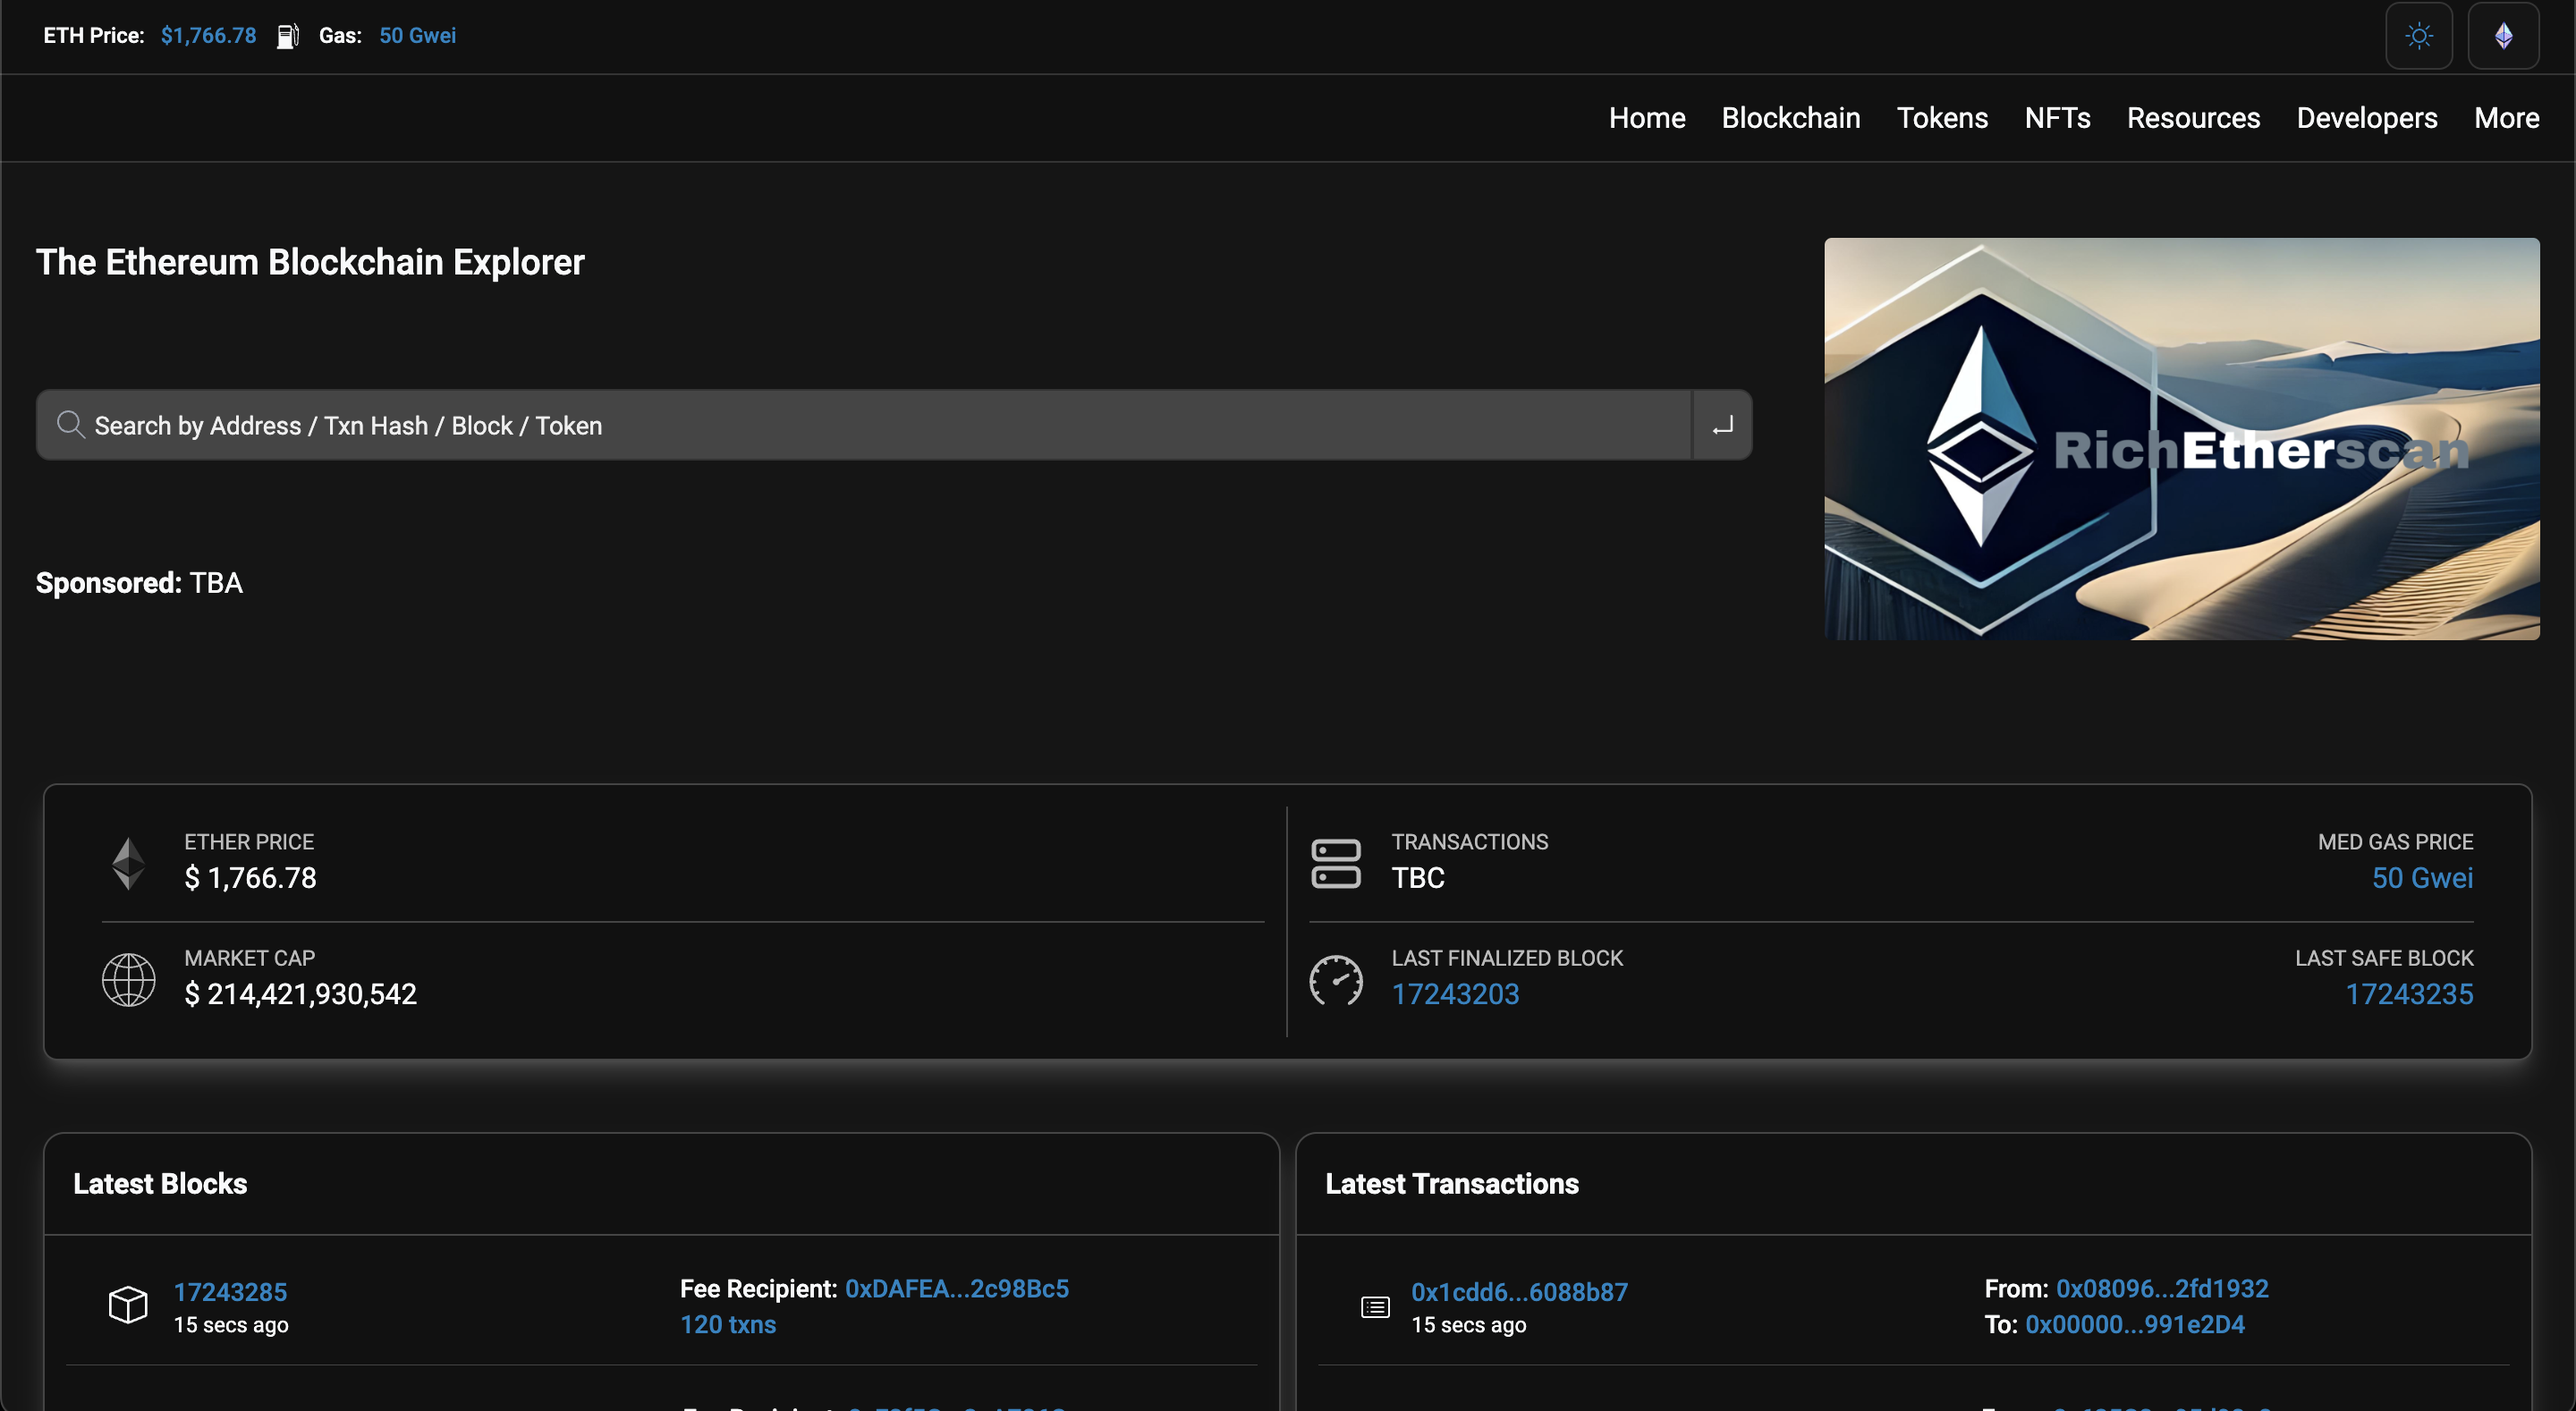 ETH Price: $1,766.78 Gas: 50 Gwei
Home Blockchain Tokens NFTs Resources Developers More
The Ethereum Blockchain Explorer
Search by Address / Txn Hash / Block / Token
RichEtherscan
Sponsored: TBA
ETHER PRICE
$ 1,766.78
MARKET CAP
$ 214,421,930,542
TRANSACTIONS
TBC
MED GAS PRICE
50 Gwei
LAST FINALIZED BLOCK
17243203
LAST SAFE BLOCK
17243235
Latest Blocks
17243285
15 secs ago
Fee Recipient: 0xDAFEA...2c98Bc5
120 txns
Latest Transactions
0x1cdd6...6088b87
15 secs ago
From: 0x08096...2fd1932
To: 0x00000...991e2D4